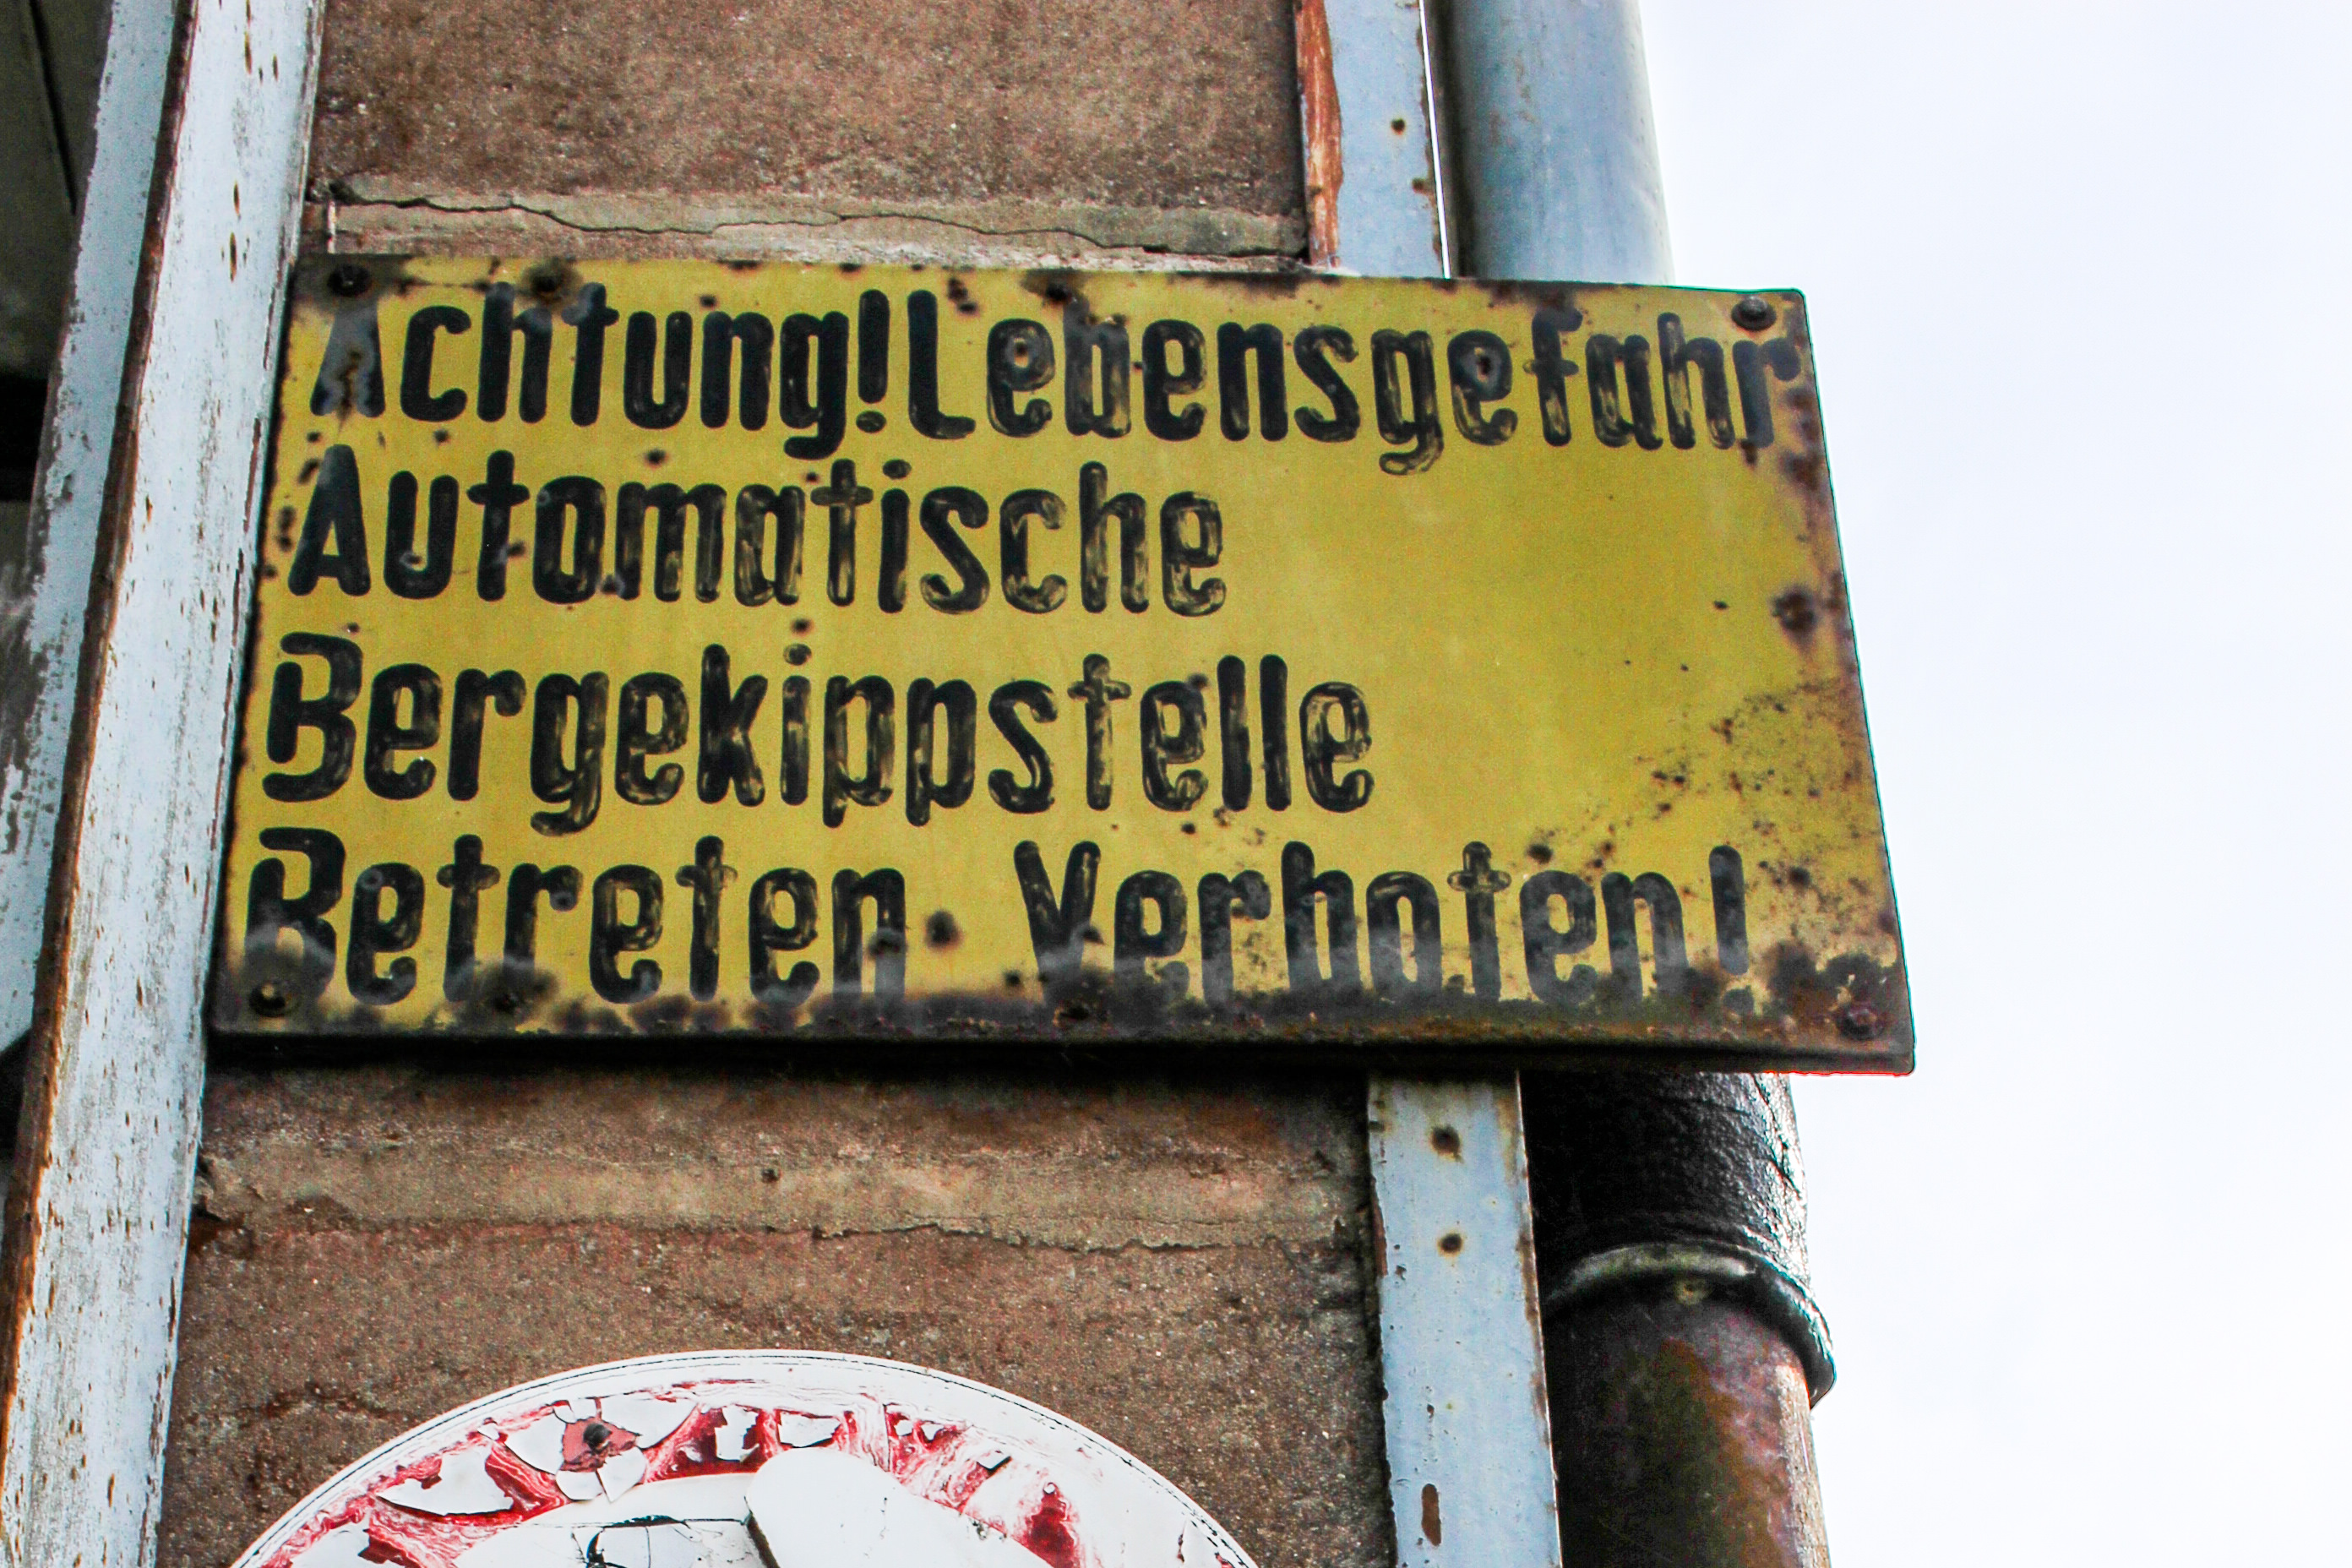 Achtung! Lebensgefahr
Automatische
Bergekippstelle
Betreten Verboten!